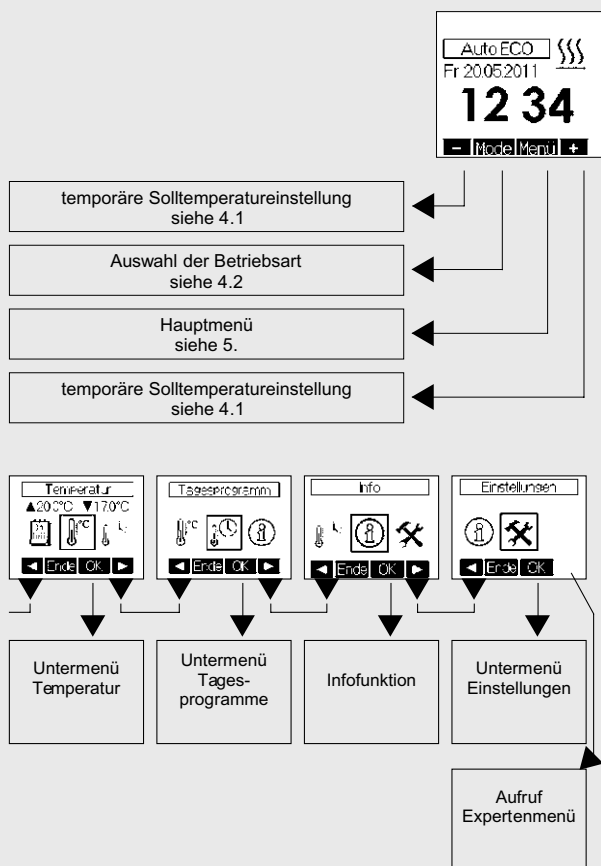 Auto ECO
Fr 20.05.2011
12 34
− Mode Menü +
temporäre Solltemperatureinstellung
siehe 4.1
Auswahl der Betriebsart
siehe 4.2
Hauptmenü
siehe 5.
temporäre Solltemperatureinstellung
siehe 4.1
Temperatur
▲20.0°C ▼17.0°C
°C
◄ Ende OK ►
Tagesprogramm
°C
◄ Ende OK ►
Info
◄ Ende OK ►
Einstellungen
◄ Ende OK
Untermenü
Temperatur
Untermenü
Tages-
programme
Infofunktion
Untermenü
Einstellungen
Aufruf
Expertenmenü